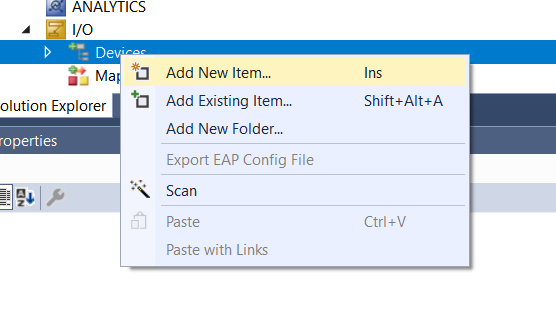 ANALYTICS
I/O
Devices
Map
Add New Item... Ins
Add Existing Item... Shift+Alt+A
olution Explorer
Add New Folder...
roperties
Export EAP Config File
Scan
Paste Ctrl+V
Paste with Links